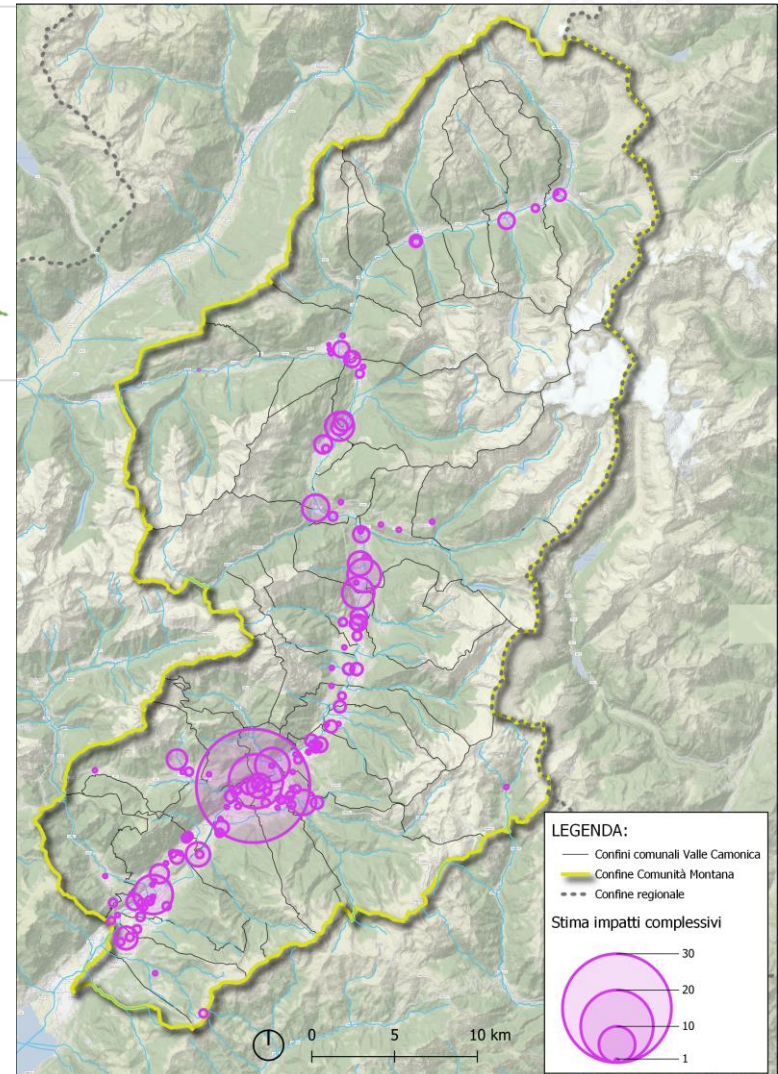 LEGENDA:
Confini comunali Valle Camonica
Confine Comunità Montana
Confine regionale
Stima impatti complessivi
30
20
10
1
0 5 10 km